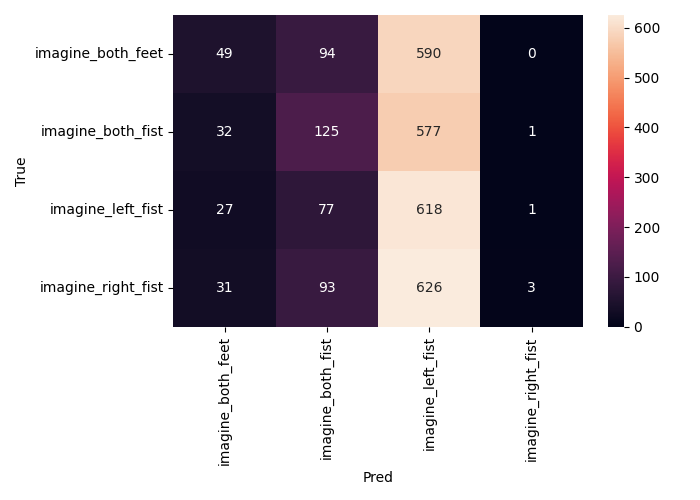 imagine_both_feet 49 94 590 0
imagine_both_fist 32 125 577 1
imagine_left_fist 27 77 618 1
imagine_right_fist 31 93 626 3
True
imagine_both_feet
imagine_both_fist
imagine_left_fist
imagine_right_fist
Pred
600
500
400
300
200
100
0